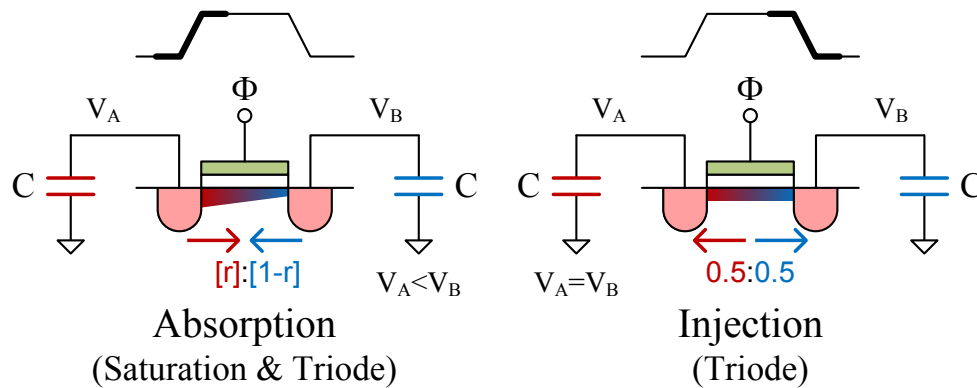 Φ
V_A
V_B
C
C
[r]:[1-r]
V_A<V_B
Absorption
(Saturation & Triode)
Φ
V_A
V_B
C
C
0.5:0.5
V_A=V_B
Injection
(Triode)